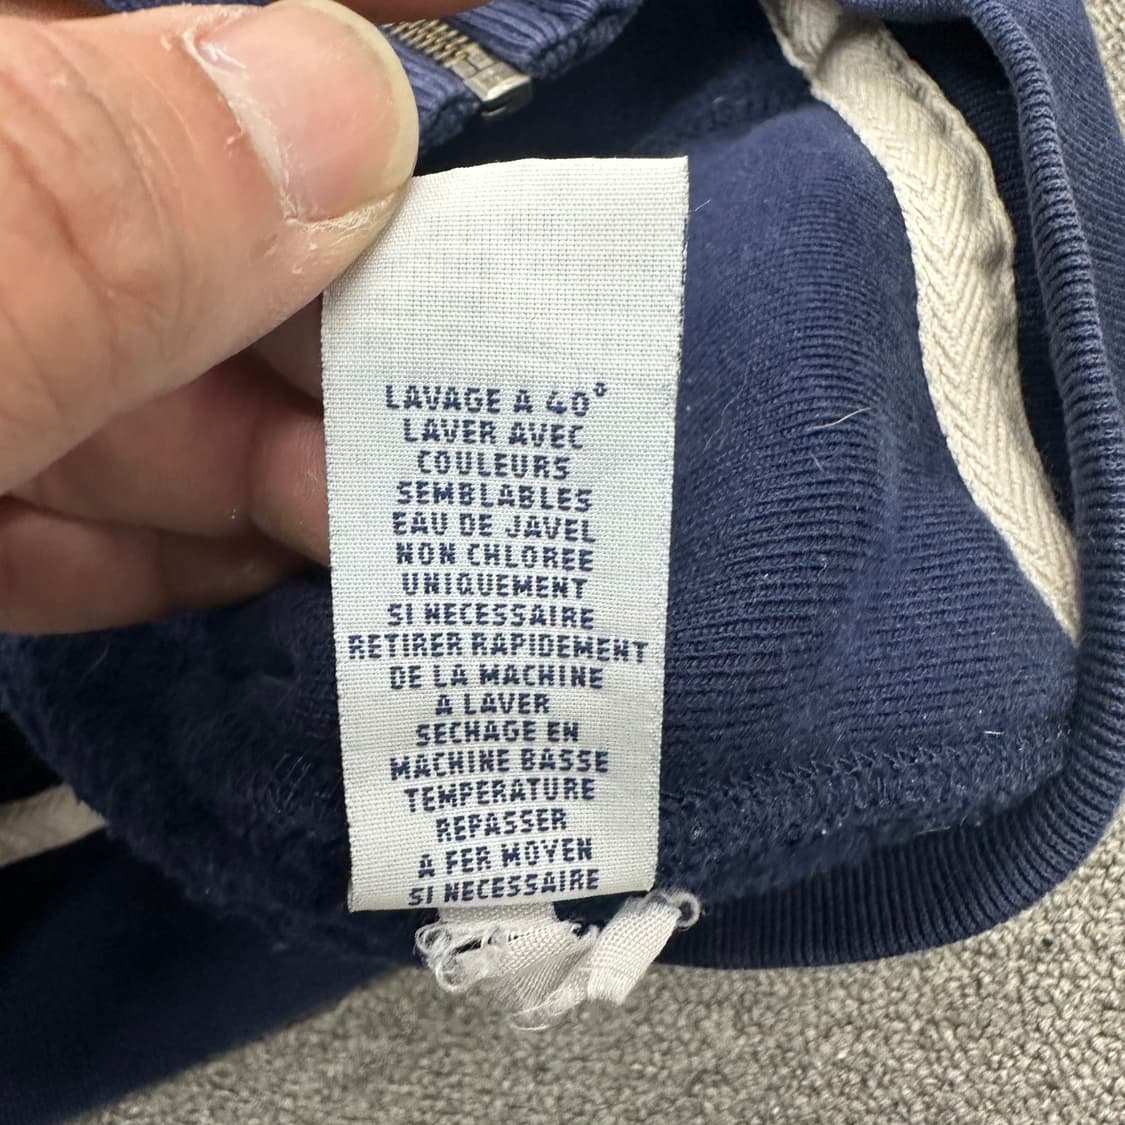 LAVAGE A 40°
LAVER AVEC
COULEURS
SEMBLABLES
EAU DE JAVEL
NON CHLOREE
UNIQUEMENT
SI NECESSAIRE
RETIRER RAPIDEMENT
DE LA MACHINE
A LAVER
SECHAGE EN
MACHINE BASSE
TEMPERATURE
REPASSER
A FER MOYEN
SI NECESSAIRE